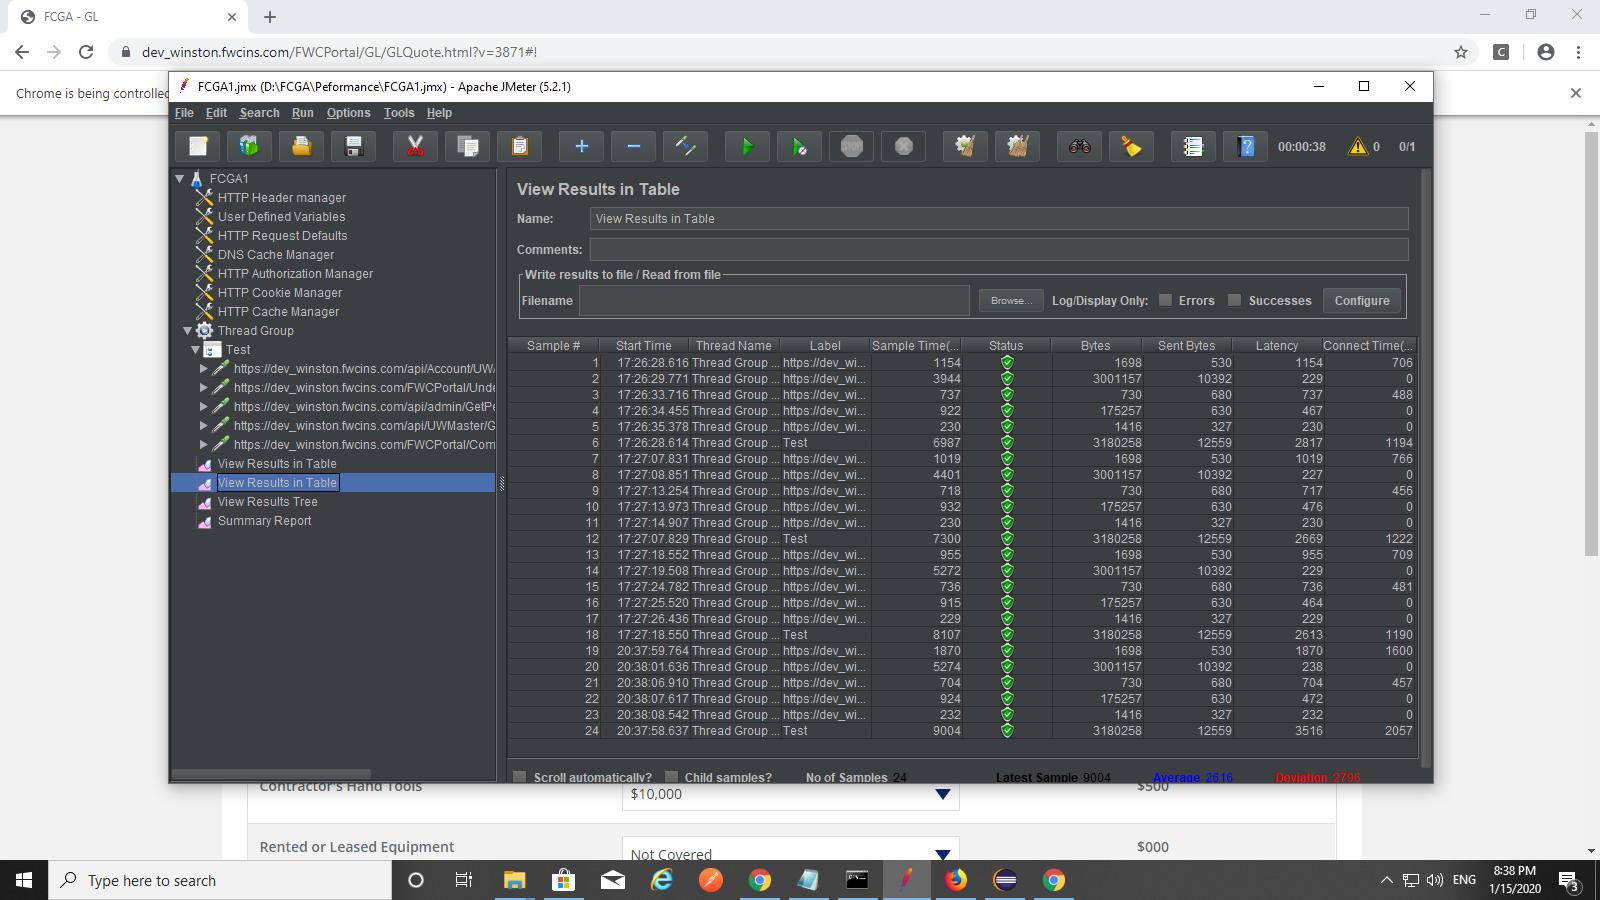 FCGA - GL
dev_winston.fwcins.com/FWCPortal/GL/GLQuote.html?v=3871#!
Chrome is being controlled
FCGA1.jmx (D:\FCGA\Peformance\FCGA1.jmx) - Apache JMeter (5.2.1)
File Edit Search Run Options Tools Help
STOP
00:00:38 0 0/1
FCGA1
HTTP Header manager
User Defined Variables
HTTP Request Defaults
DNS Cache Manager
HTTP Authorization Manager
HTTP Cookie Manager
HTTP Cache Manager
Thread Group
Test
https://dev_winston.fwcins.com/api/Account/UW
https://dev_winston.fwcins.com/FWCPortal/Unde
https://dev_winston.fwcins.com/api/admin/GetPe
https://dev_winston.fwcins.com/api/UWMaster/G
https://dev_winston.fwcins.com/FWCPortal/Com
View Results in Table
View Results in Table
View Results Tree
Summary Report
View Results in Table
Name: View Results in Table
Comments:
Write results to file / Read from file
Filename Browse... Log/Display Only: Errors Successes Configure
Sample # Start Time Thread Name Label Sample Time(... Status Bytes Sent Bytes Latency Connect Time(...
1 17:26:28.616 Thread Group ... https://dev_wi... 1154 1698 530 1154 706
2 17:26:29.771 Thread Group ... https://dev_wi... 3944 3001157 10392 229 0
3 17:26:33.716 Thread Group ... https://dev_wi... 737 730 680 737 488
4 17:26:34.455 Thread Group ... https://dev_wi... 922 175257 630 467 0
5 17:26:35.378 Thread Group ... https://dev_wi... 230 1416 327 230 0
6 17:26:28.614 Thread Group ... Test 6987 3180258 12559 2817 1194
7 17:27:07.831 Thread Group ... https://dev_wi... 1019 1698 530 1019 766
8 17:27:08.851 Thread Group ... https://dev_wi... 4401 3001157 10392 227 0
9 17:27:13.254 Thread Group ... https://dev_wi... 718 730 680 717 456
10 17:27:13.973 Thread Group ... https://dev_wi... 932 175257 630 476 0
11 17:27:14.907 Thread Group ... https://dev_wi... 230 1416 327 230 0
12 17:27:07.829 Thread Group ... Test 7300 3180258 12559 2669 1222
13 17:27:18.552 Thread Group ... https://dev_wi... 955 1698 530 955 709
14 17:27:19.508 Thread Group ... https://dev_wi... 5272 3001157 10392 229 0
15 17:27:24.782 Thread Group ... https://dev_wi... 736 730 680 736 481
16 17:27:25.520 Thread Group ... https://dev_wi... 915 175257 630 464 0
17 17:27:26.436 Thread Group ... https://dev_wi... 229 1416 327 229 0
18 17:27:18.550 Thread Group ... Test 8107 3180258 12559 2613 1190
19 20:37:59.764 Thread Group ... https://dev_wi... 1870 1698 530 1870 1600
20 20:38:01.636 Thread Group ... https://dev_wi... 5274 3001157 10392 238 0
21 20:38:06.910 Thread Group ... https://dev_wi... 704 730 680 704 457
22 20:38:07.617 Thread Group ... https://dev_wi... 924 175257 630 472 0
23 20:38:08.542 Thread Group ... https://dev_wi... 232 1416 327 232 0
24 20:37:58.637 Thread Group ... Test 9004 3180258 12559 3516 2057
Scroll automatically? Child samples? No of Samples 24 Latest Sample 9004 Average 2616 Deviation 2796
Contractor's Hand Tools $10,000 $500
Rented or Leased Equipment Not Covered $000
Type here to search
ENG 8:38 PM
1/15/2020
3